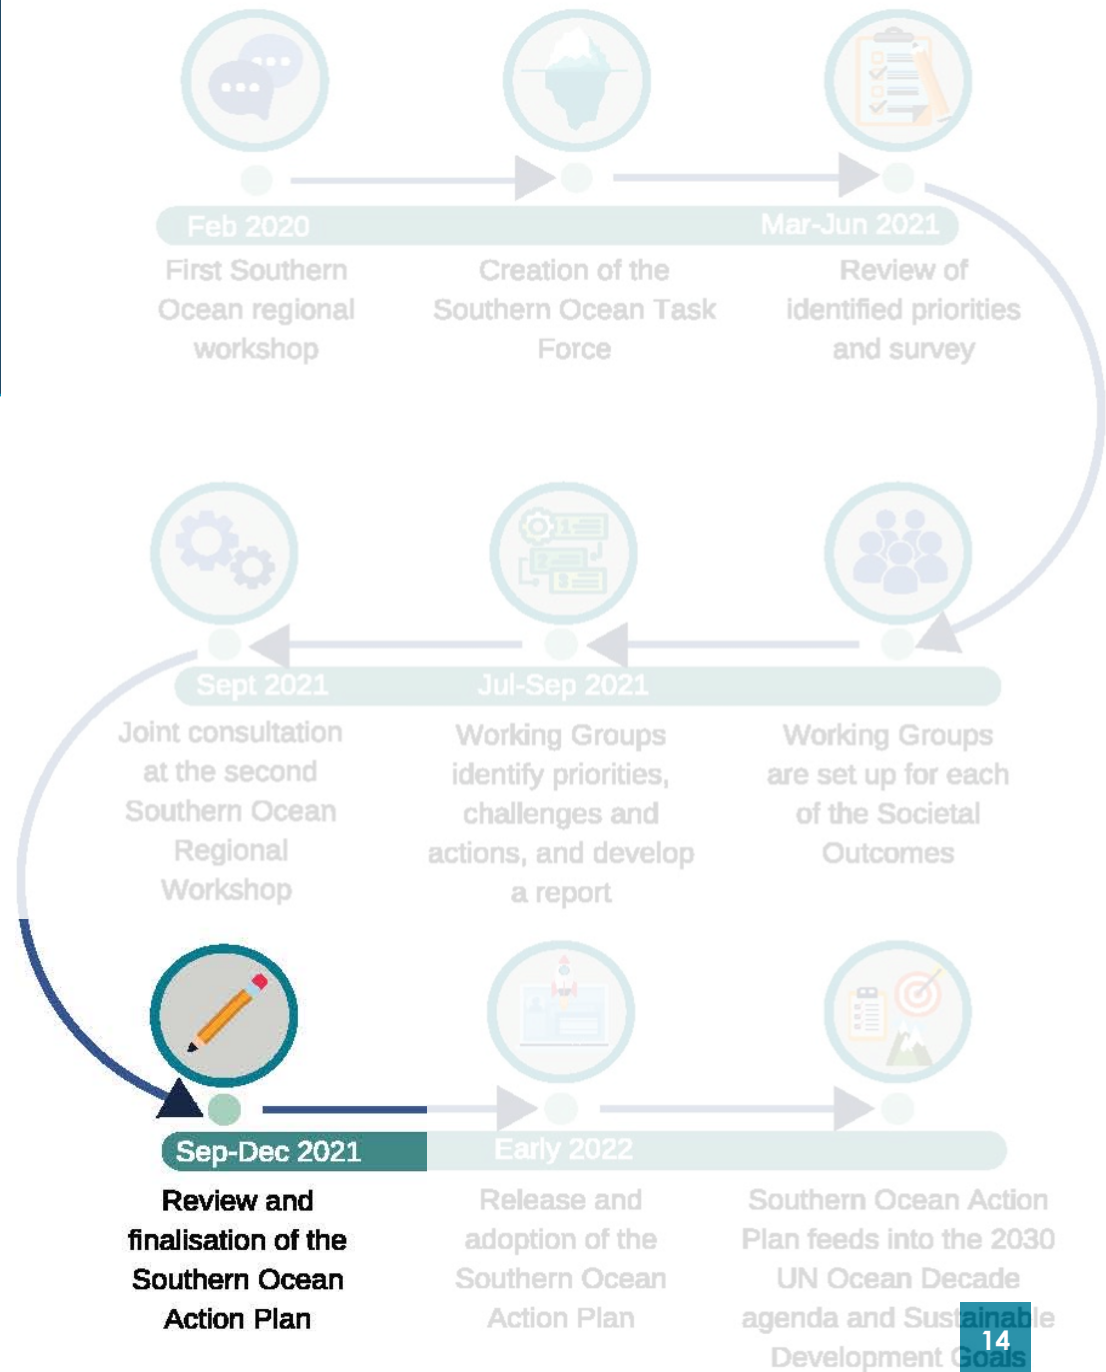 Feb 2020
First Southern
Ocean regional
workshop
Creation of the
Southern Ocean Task
Force
Mar-Jun 2021
Review of
identified priorities
and survey
1
2
3
Working Groups
are set up for each
of the Societal
Outcomes
Jul-Sep 2021
Working Groups
identify priorities,
challenges and
actions, and develop
a report
Sept 2021
Joint consultation
at the second
Southern Ocean
Regional
Workshop
Sep-Dec 2021
Review and
finalisation of the
Southern Ocean
Action Plan
Early 2022
Release and
adoption of the
Southern Ocean
Action Plan
Southern Ocean Action
Plan feeds into the 2030
UN Ocean Decade
agenda and Sustainable
Development Goals
14